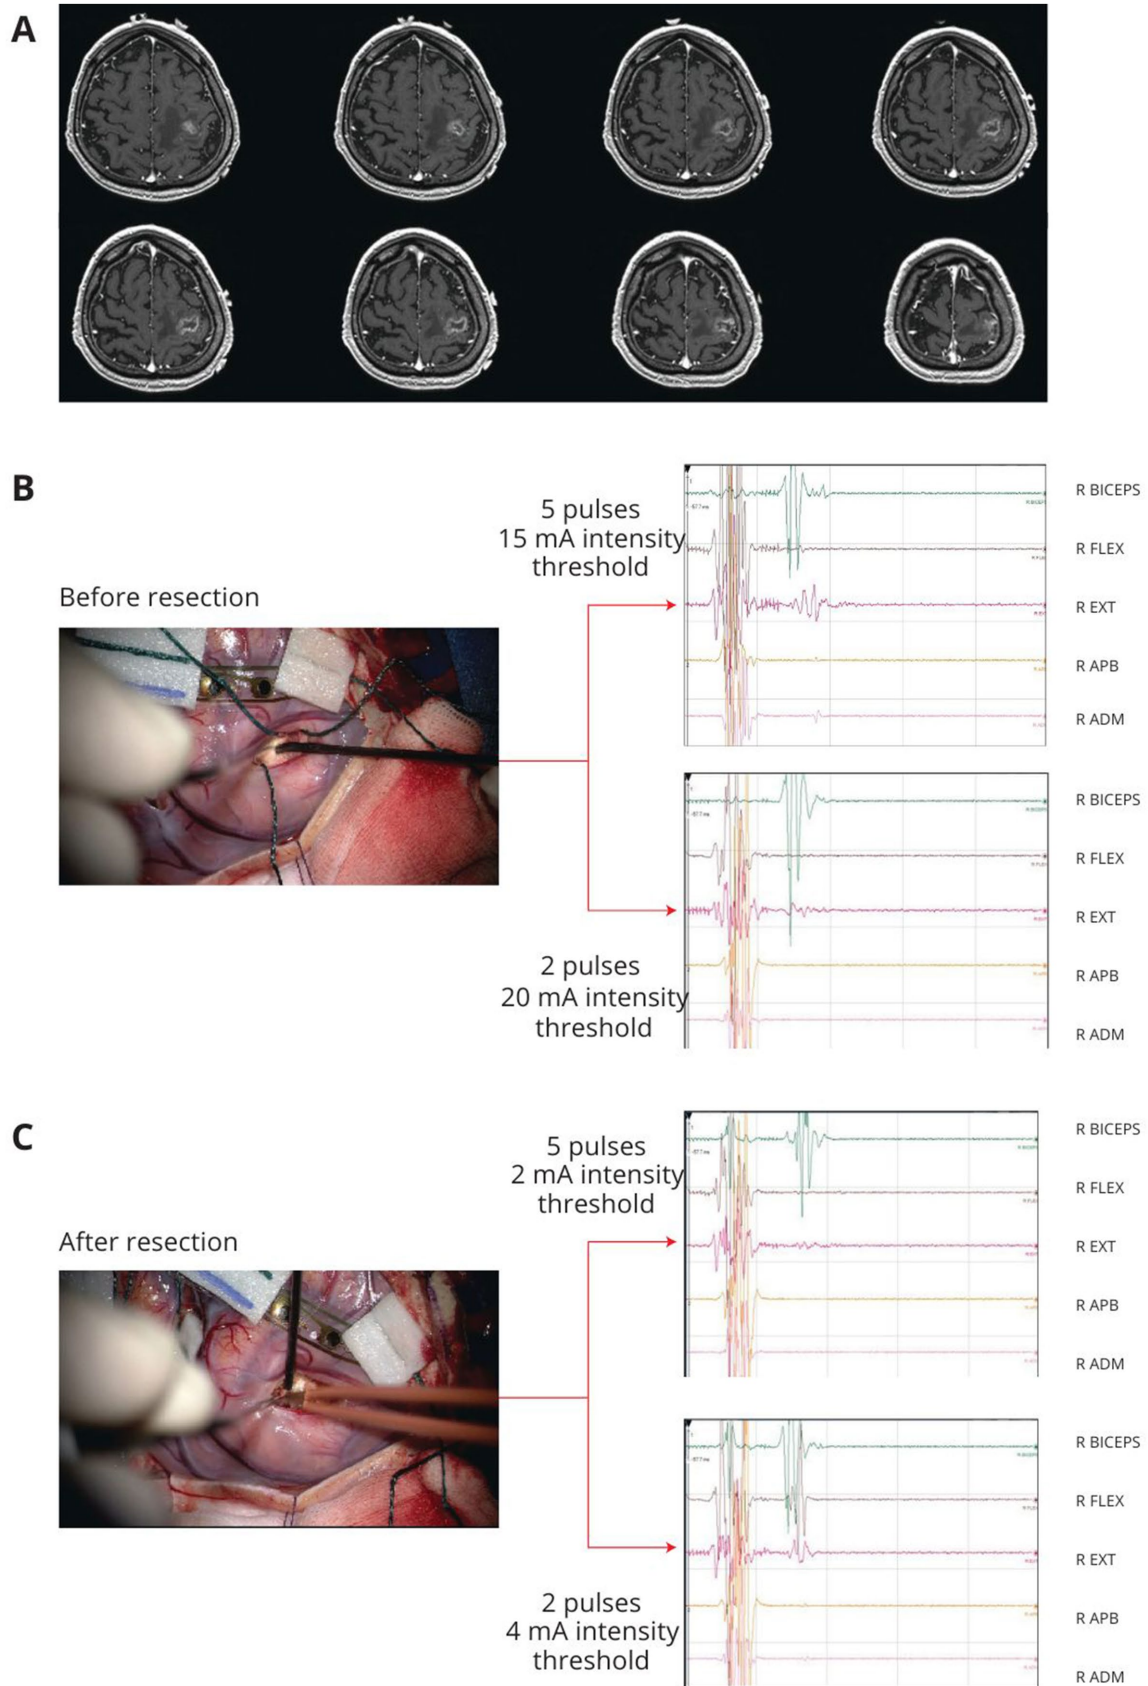 A
B
5 pulses
15 mA intensity
threshold
Before resection
R BICEPS
R FLEX
R EXT
R APB
R ADM
2 pulses
20 mA intensity
threshold
R BICEPS
R FLEX
R EXT
R APB
R ADM
C
5 pulses
2 mA intensity
threshold
After resection
R BICEPS
R FLEX
R EXT
R APB
R ADM
2 pulses
4 mA intensity
threshold
R BICEPS
R FLEX
R EXT
R APB
R ADM